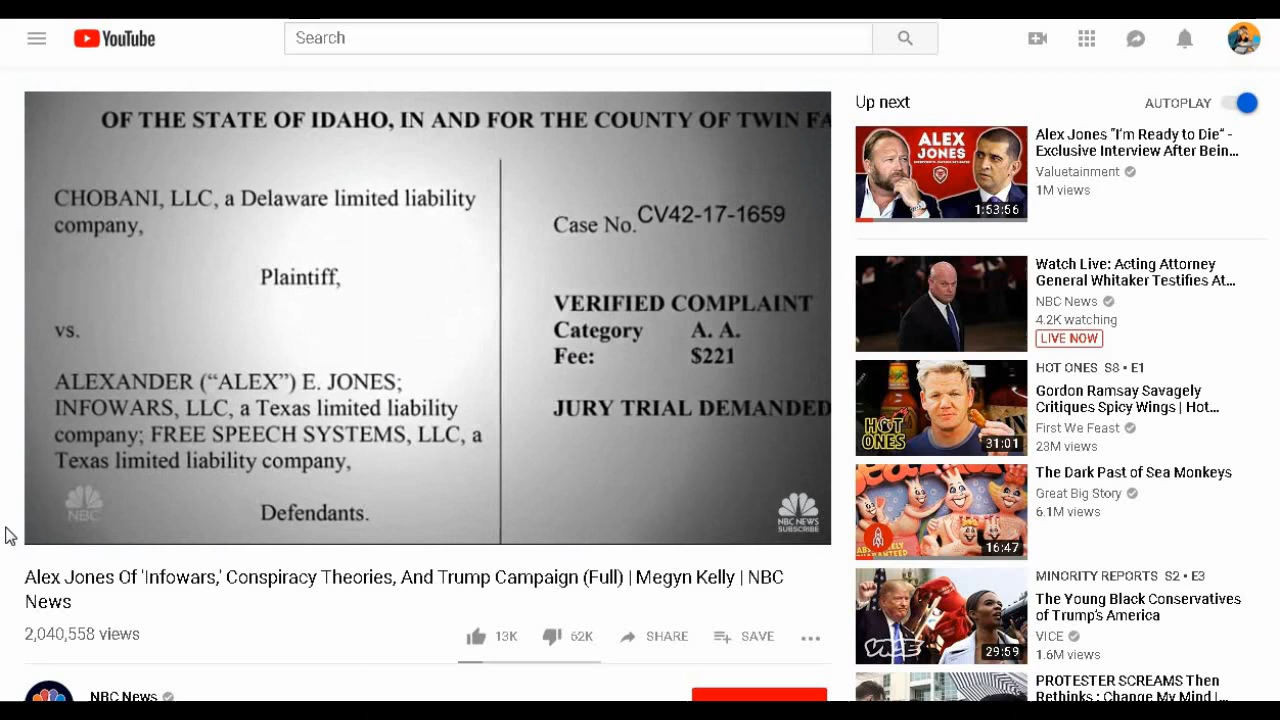 YouTube
Search
OF THE STATE OF IDAHO, IN AND FOR THE COUNTY OF TWIN FA
CHOBANI, LLC, a Delaware limited liability
company,
Plaintiff,
vs.
ALEXANDER (“ALEX”) E. JONES;
INFOWARS, LLC, a Texas limited liability
company; FREE SPEECH SYSTEMS, LLC, a
Texas limited liability company,
Defendants.
Case No. CV42-17-1659
VERIFIED COMPLAINT
Category A. A.
Fee: $221
JURY TRIAL DEMANDED
NBC
NBC NEWS
SUBSCRIBE
Alex Jones Of 'Infowars,' Conspiracy Theories, And Trump Campaign (Full) | Megyn Kelly | NBC
News
2,040,558 views
13K
62K
SHARE
SAVE
NBC News
Up next
AUTOPLAY
ALEX
JONES
1:53:56
Alex Jones "I'm Ready to Die" -
Exclusive Interview After Bein...
Valuetainment
1M views
Watch Live: Acting Attorney
General Whitaker Testifies At...
NBC News
4.2K watching
LIVE NOW
HOT
ONES
31:01
HOT ONES S8 • E1
Gordon Ramsay Savagely
Critiques Spicy Wings | Hot...
First We Feast
23M views
16:47
The Dark Past of Sea Monkeys
Great Big Story
6.1M views
VICE
29:59
MINORITY REPORTS S2 • E3
The Young Black Conservatives
of Trump's America
VICE
1.6M views
PROTESTER SCREAMS Then
Rethinks : Change My Mind |